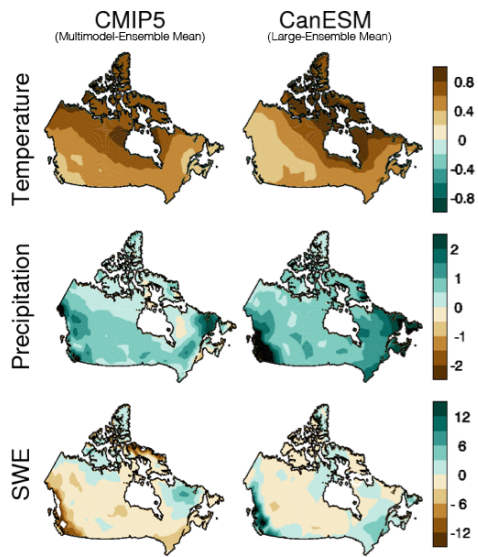 CMIP5
(Multimodel-Ensemble Mean)
CanESM
(Large-Ensemble Mean)
Temperature
0.8
0.4
0
-0.4
-0.8
Precipitation
2
1
0
-1
-2
SWE
12
6
0
-6
-12